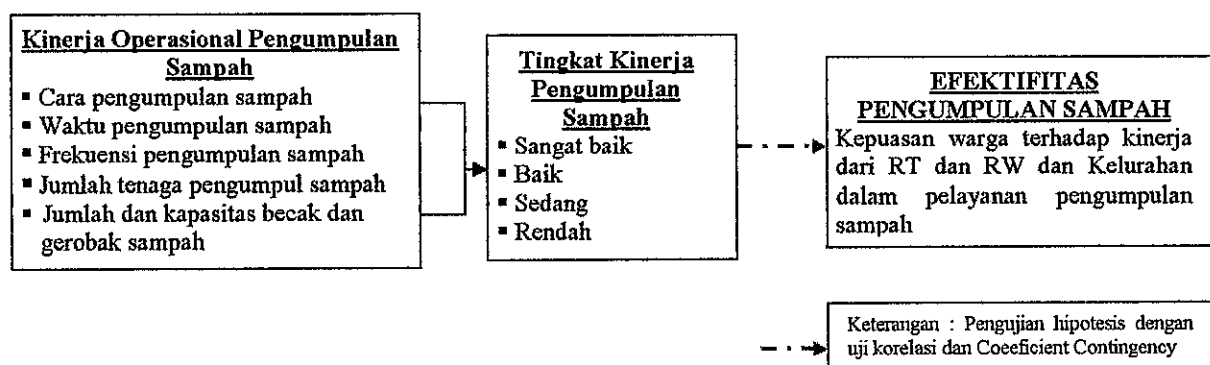 Kinerja Operasional Pengumpulan
Sampah
▪ Cara pengumpulan sampah
▪ Waktu pengumpulan sampah
▪ Frekuensi pengumpulan sampah
▪ Jumlah tenaga pengumpul sampah
▪ Jumlah dan kapasitas becak dan
gerobak sampah
Tingkat Kinerja
Pengumpulan
Sampah
▪ Sangat baik
▪ Baik
▪ Sedang
▪ Rendah
EFEKTIFITAS
PENGUMPULAN SAMPAH
Kepuasan warga terhadap kinerja
dari RT dan RW dan Kelurahan
dalam pelayanan pengumpulan
sampah
Keterangan : Pengujian hipotesis dengan
uji korelasi dan Coeeficient Contingency